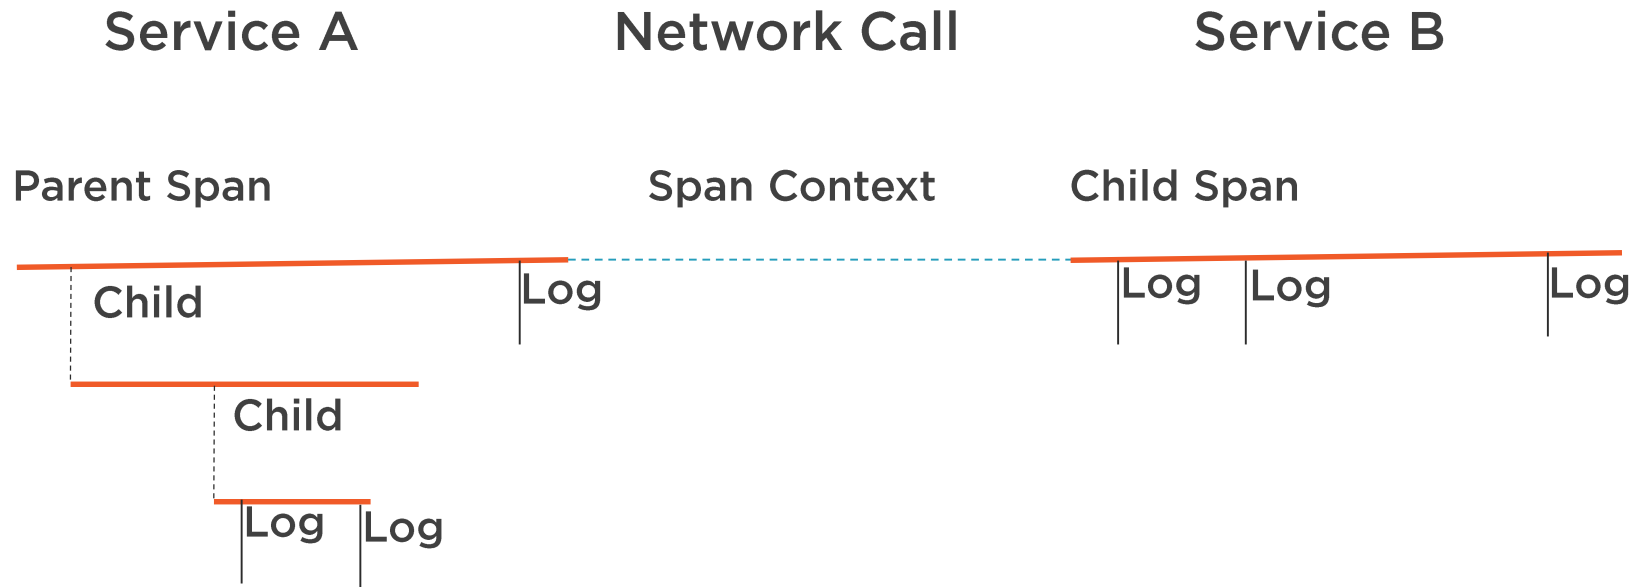 Service A
Network Call
Service B
Parent Span
Span Context
Child Span
Child
Log
Log
Log
Log
Child
Log
Log